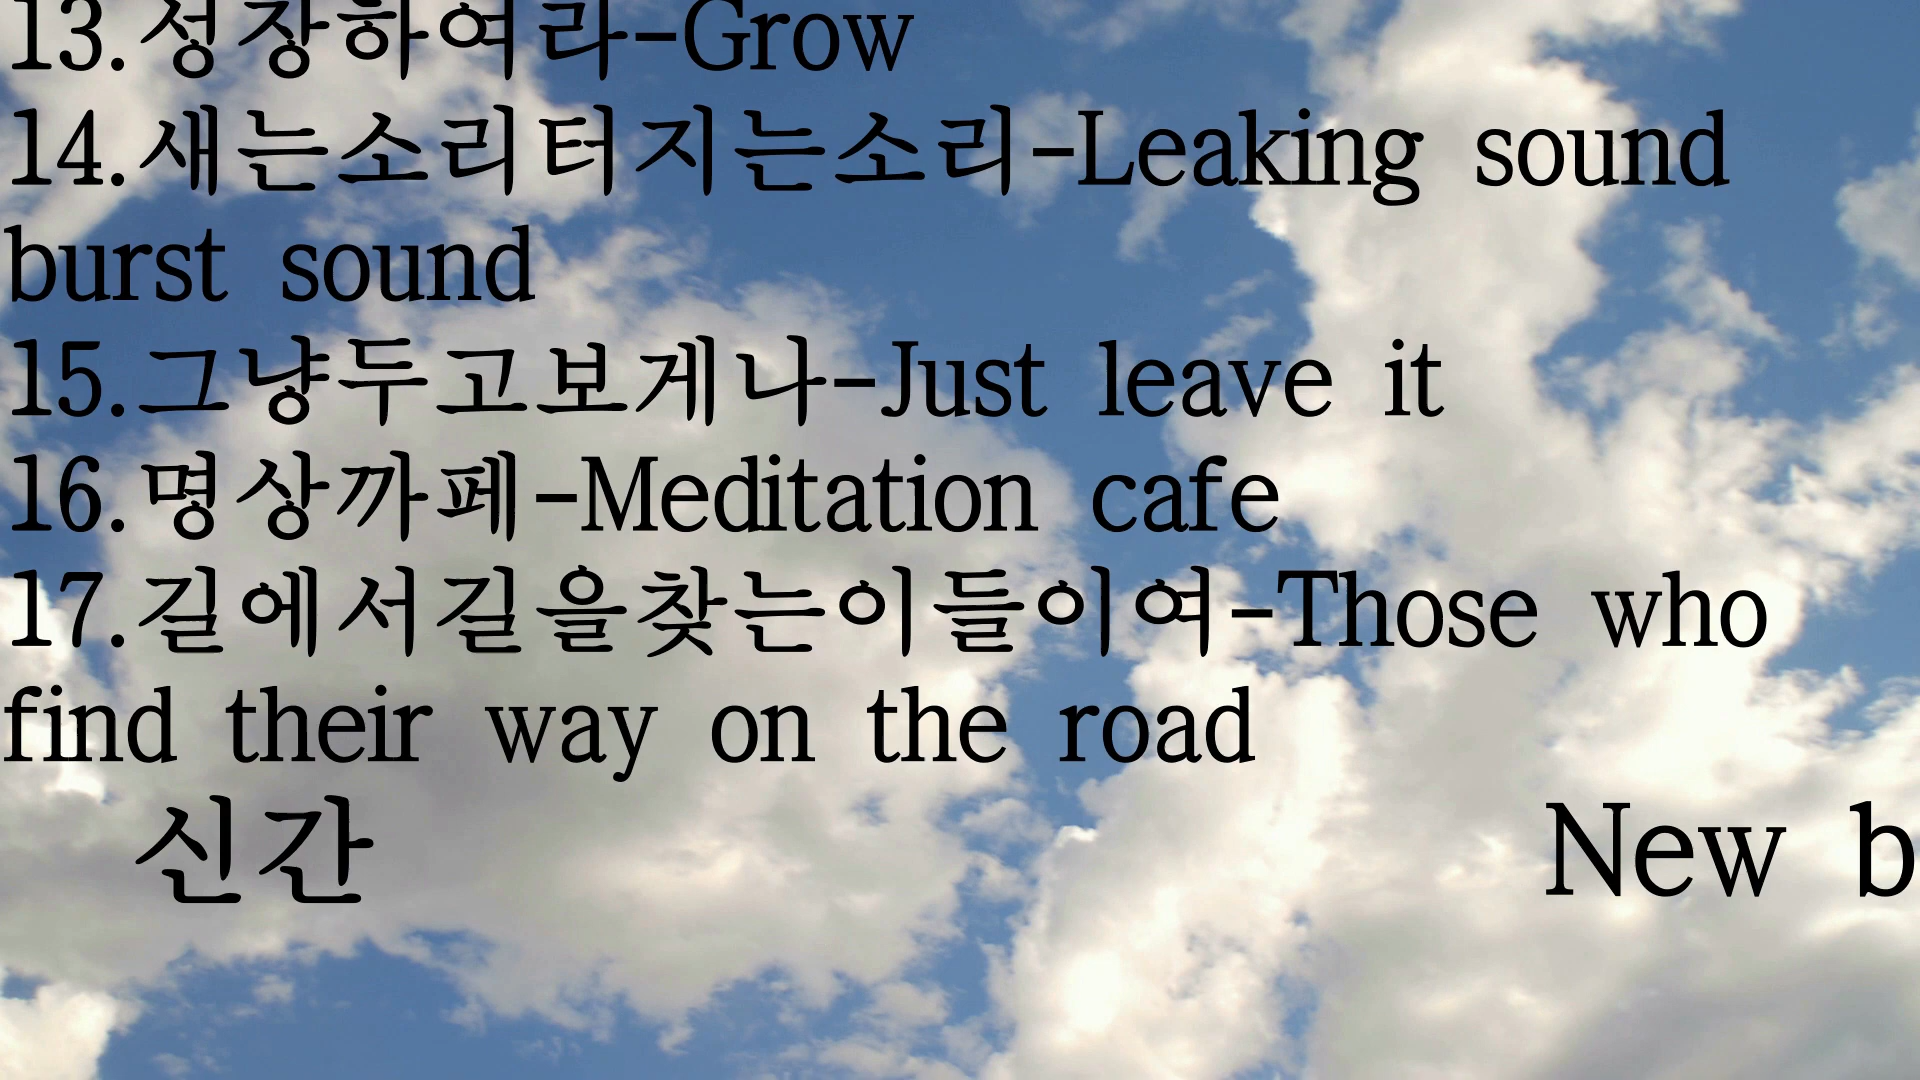 13.성장하여라-Grow
14.새는소리터지는소리-Leaking sound
burst sound
15.그냥두고보게나-Just leave it
16.명상까페-Meditation cafe
17.길에서길을찾는이들이여-Those who
find their way on the road
신간 New b